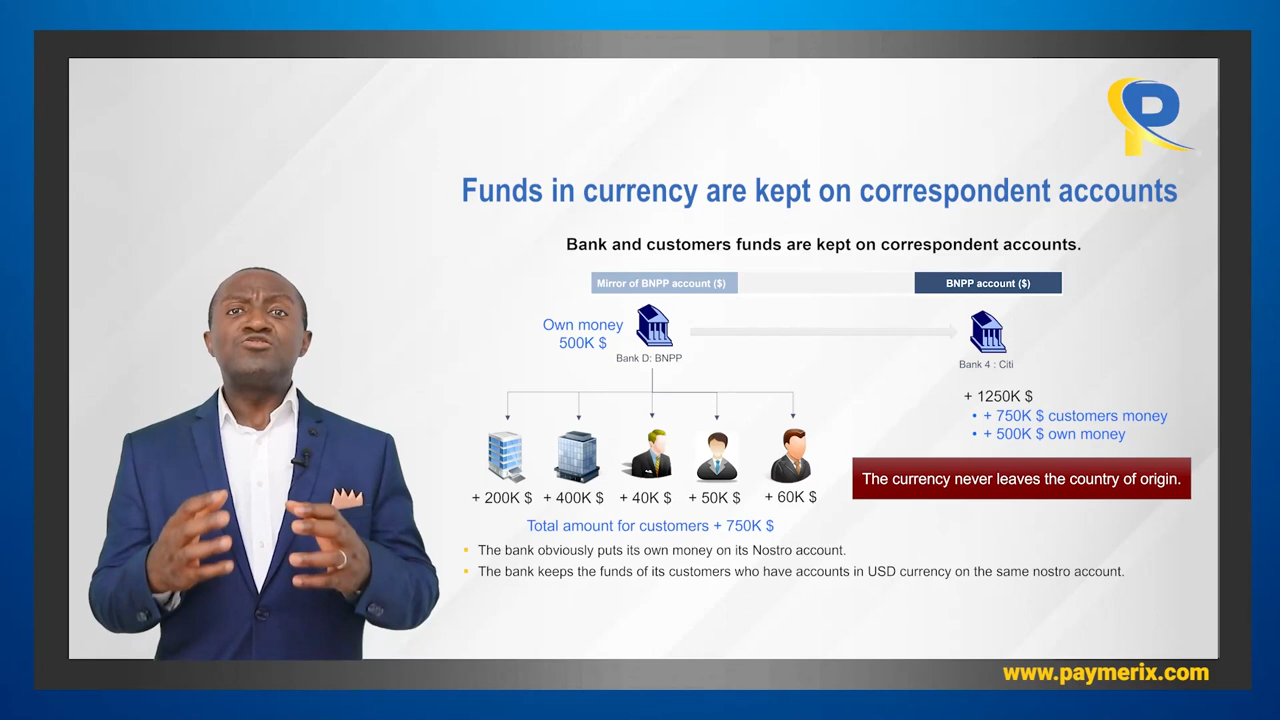 P
Funds in currency are kept on correspondent accounts
Bank and customers funds are kept on correspondent accounts.
Mirror of BNPP account ($)
BNPP account ($)
Own money
500K $
Bank D: BNPP
Bank 4 : Citi
+ 1250K $
• + 750K $ customers money
• + 500K $ own money
The currency never leaves the country of origin.
+ 200K $ + 400K $ + 40K $ + 50K $ + 60K $
Total amount for customers + 750K $
▪ The bank obviously puts its own money on its Nostro account.
▪ The bank keeps the funds of its customers who have accounts in USD currency on the same nostro account.
www.paymerix.com